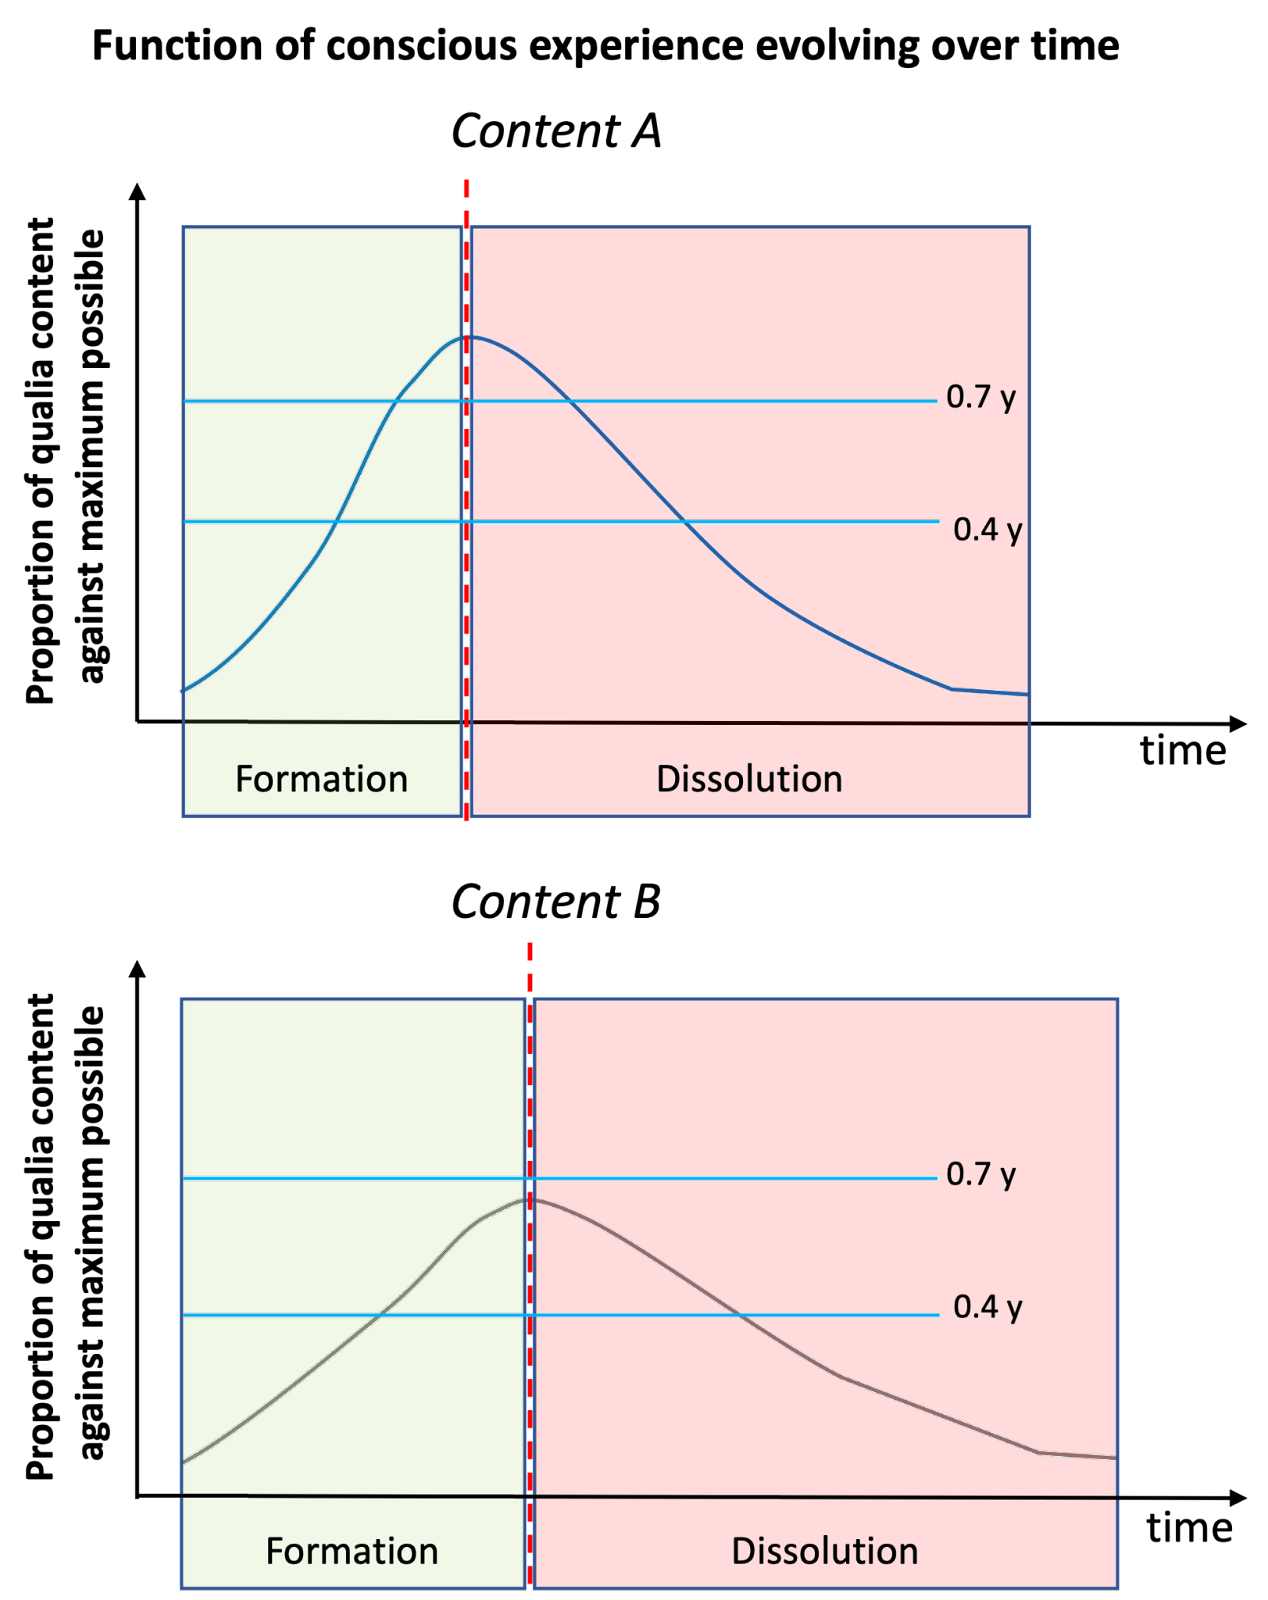 Function of conscious experience evolving over time
Content A
Proportion of qualia content
against maximum possible
0.7 y
0.4 y
time
Formation
Dissolution
Content B
Proportion of qualia content
against maximum possible
0.7 y
0.4 y
time
Formation
Dissolution